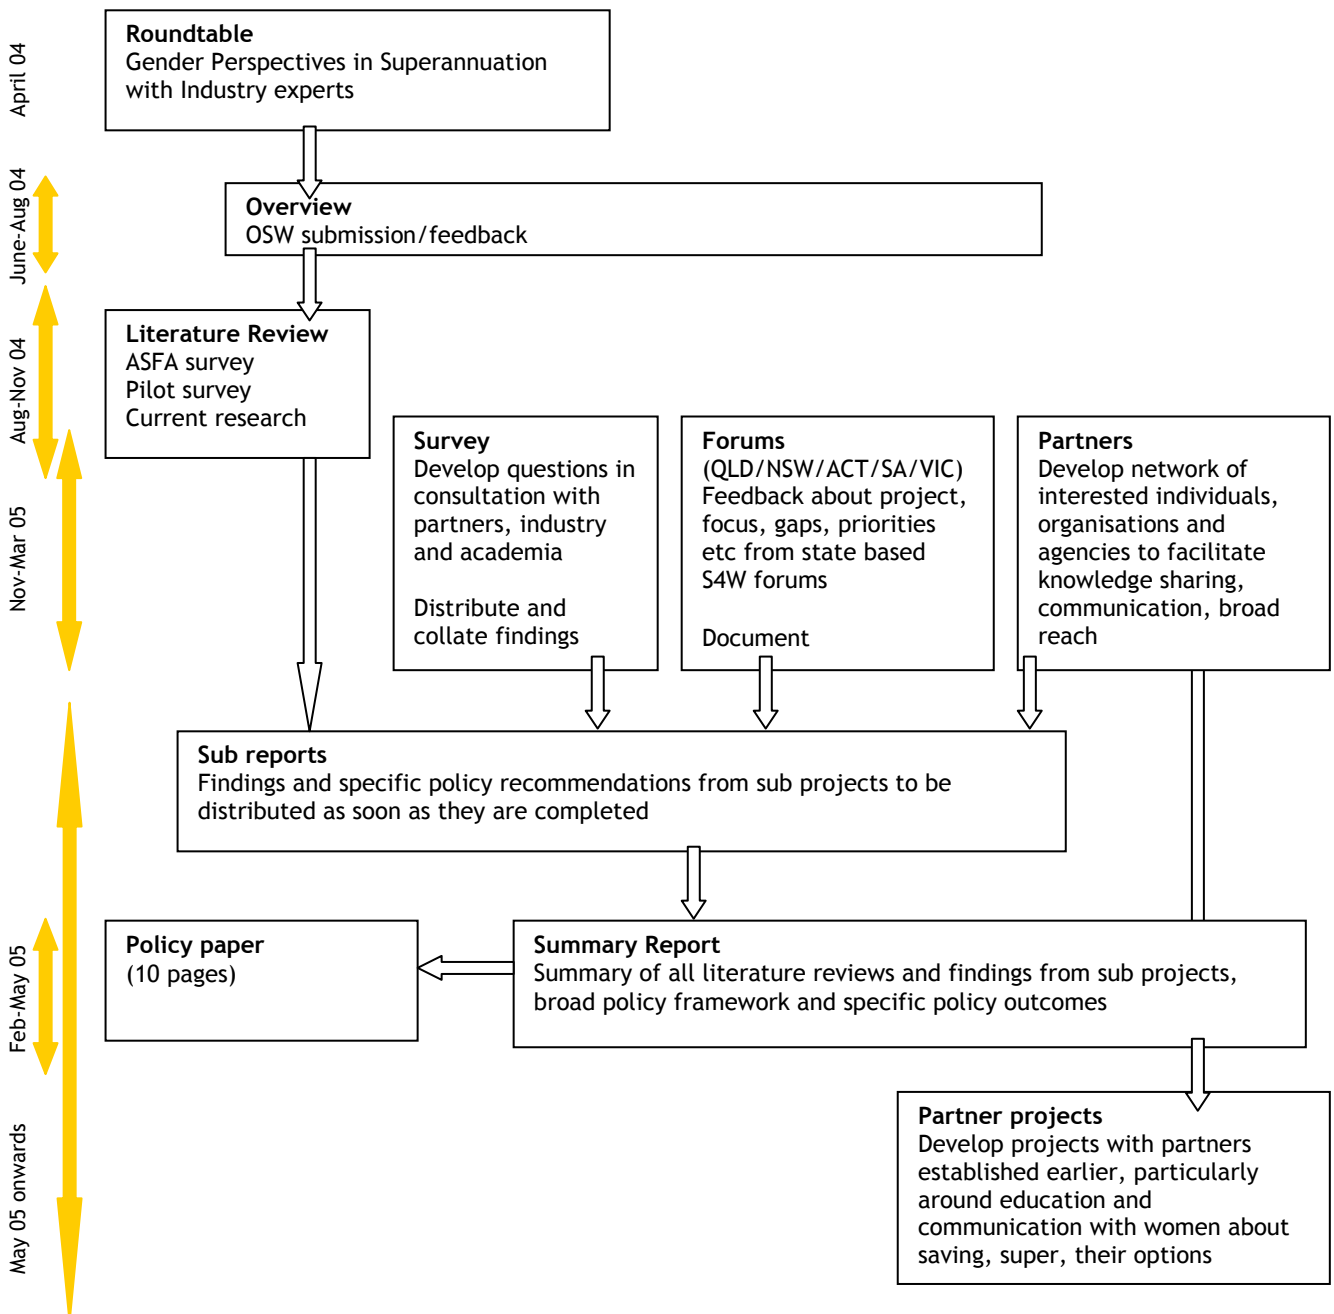 April 04
Roundtable
Gender Perspectives in Superannuation
with Industry experts
June-Aug 04
Overview
OSW submission/feedback
Aug-Nov 04
Literature Review
ASFA survey
Pilot survey
Current research
Nov-Mar 05
Survey
Develop questions in
consultation with
partners, industry
and academia
Distribute and
collate findings
Forums
(QLD/NSW/ACT/SA/VIC)
Feedback about project,
focus, gaps, priorities
etc from state based
S4W forums
Document
Partners
Develop network of
interested individuals,
organisations and
agencies to facilitate
knowledge sharing,
communication, broad
reach
Sub reports
Findings and specific policy recommendations from sub projects to be
distributed as soon as they are completed
Feb-May 05
Policy paper
(10 pages)
Summary Report
Summary of all literature reviews and findings from sub projects,
broad policy framework and specific policy outcomes
May 05 onwards
Partner projects
Develop projects with partners
established earlier, particularly
around education and
communication with women about
saving, super, their options